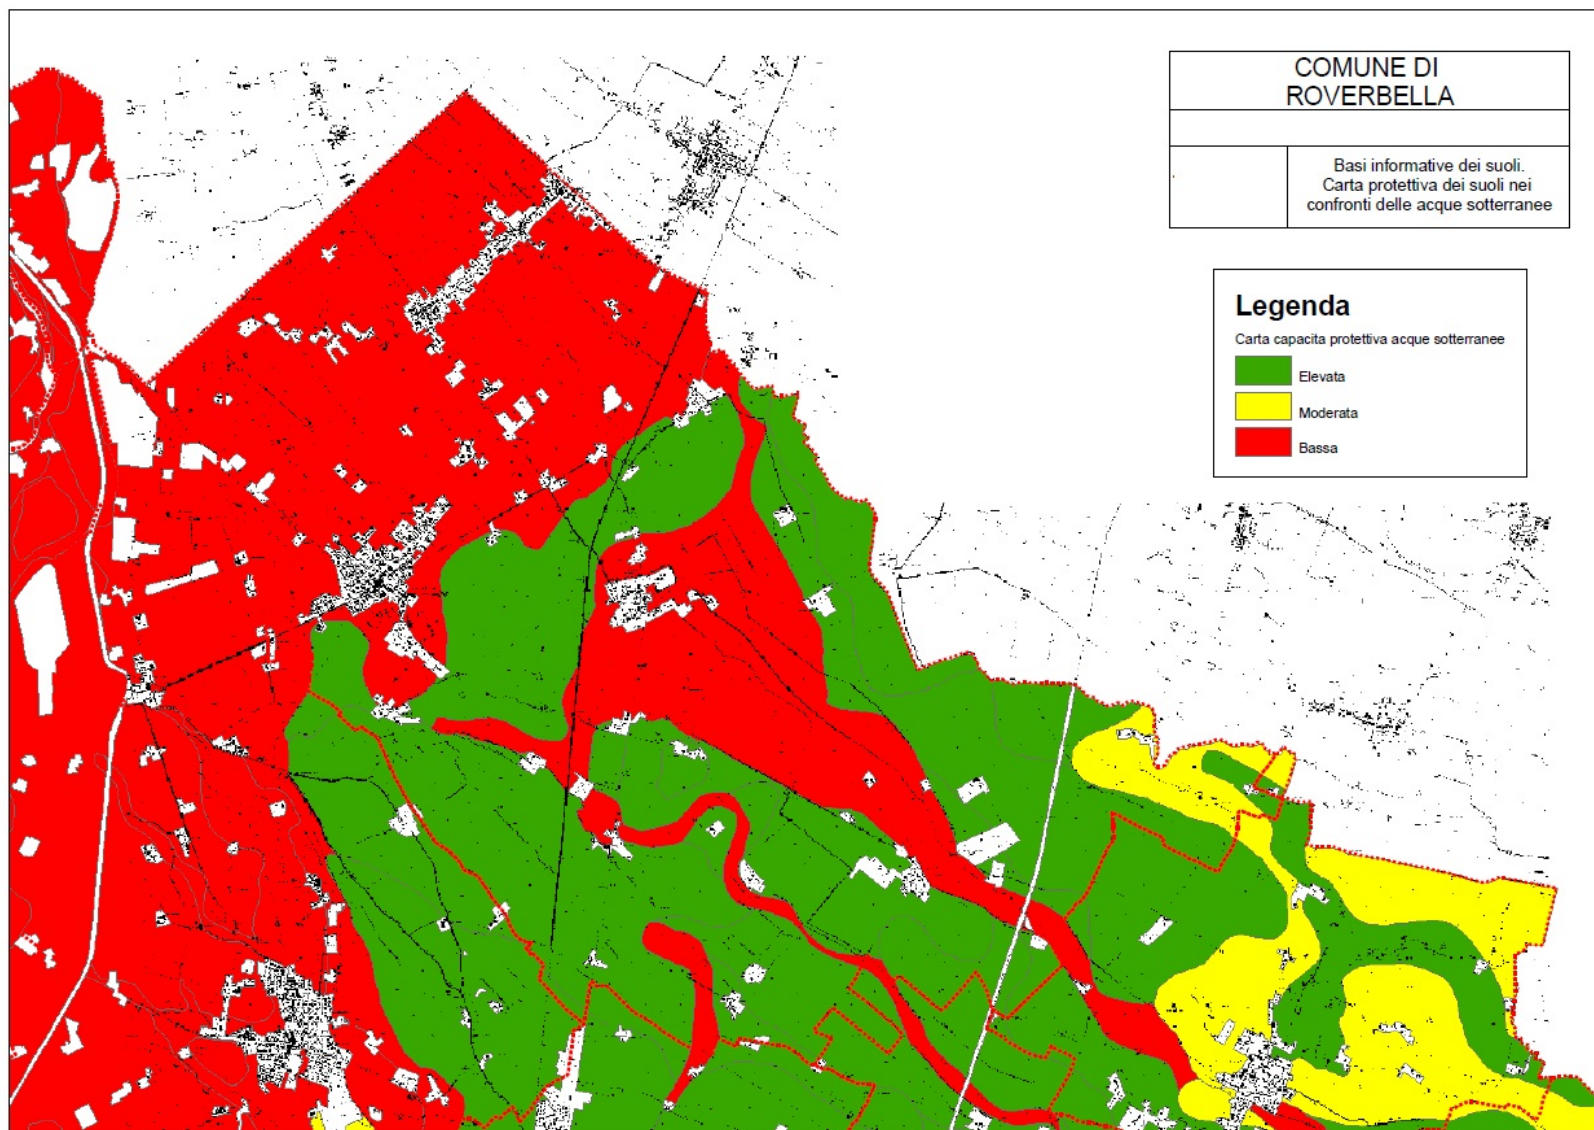 COMUNE DI
ROVERBELLA
Basi informative dei suoli.
Carta protettiva dei suoli nei
confronti delle acque sotterranee
Legenda
Carta capacita protettiva acque sotterranee
Elevata
Moderata
Bassa